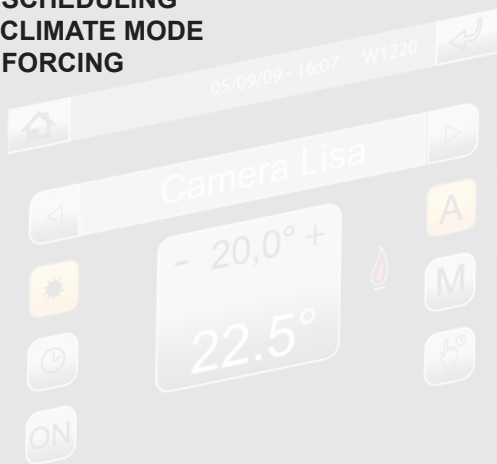 SCHEDULING
CLIMATE MODE
FORCING
05/09/09 - 16:07 W1220
Camera Lisa
A
- 20,0° +
M
22.5°
ON